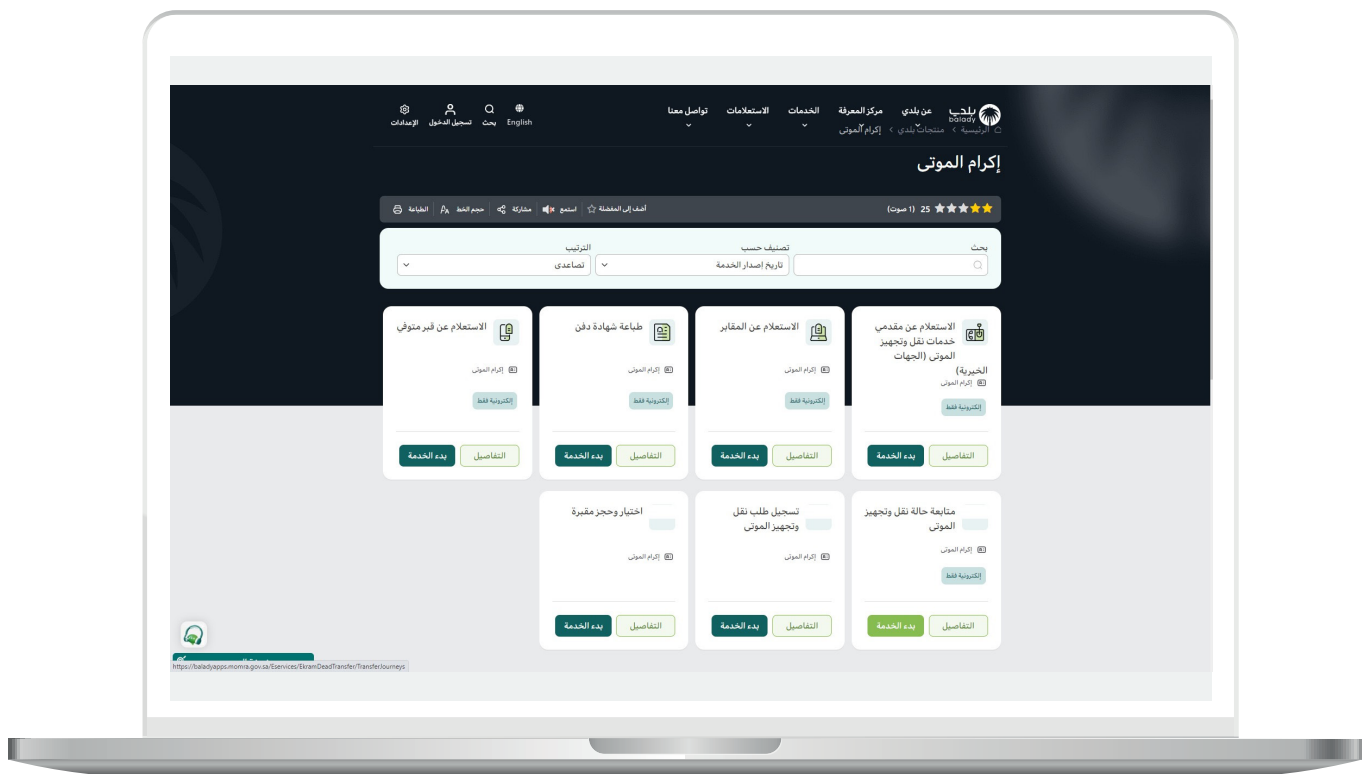 بلدي
balady
عن بلدي
مركز المعرفة
الخدمات
الاستعلامات
تواصل معنا
English
بحث
تسجيل الدخول
الإعدادات
الرئيسية > منتجات بلدي > إكرام الموتى
إكرام الموتى
25 (1 صوت)
أضف إلى المفضلة
استمع
مشاركة
حجم الخط
الطباعة
بحث
تصنيف حسب
الترتيب
تاريخ إصدار الخدمة
تصاعدى
الاستعلام عن مقدمي
خدمات نقل وتجهيز
الموتى (الجهات
الخيرية)
إكرام الموتى
إلكترونية فقط
التفاصيل
بدء الخدمة
الاستعلام عن المقابر
إكرام الموتى
إلكترونية فقط
التفاصيل
بدء الخدمة
طباعة شهادة دفن
إكرام الموتى
إلكترونية فقط
التفاصيل
بدء الخدمة
الاستعلام عن قبر متوفي
إكرام الموتى
إلكترونية فقط
التفاصيل
بدء الخدمة
متابعة حالة نقل وتجهيز
الموتى
إكرام الموتى
إلكترونية فقط
التفاصيل
بدء الخدمة
تسجيل طلب نقل
وتجهيز الموتى
إكرام الموتى
التفاصيل
بدء الخدمة
اختيار وحجز مقبرة
إكرام الموتى
التفاصيل
بدء الخدمة
https://baladyapps.momra.gov.sa/Eservices/EkramDeadTransfer/TransferJourneys